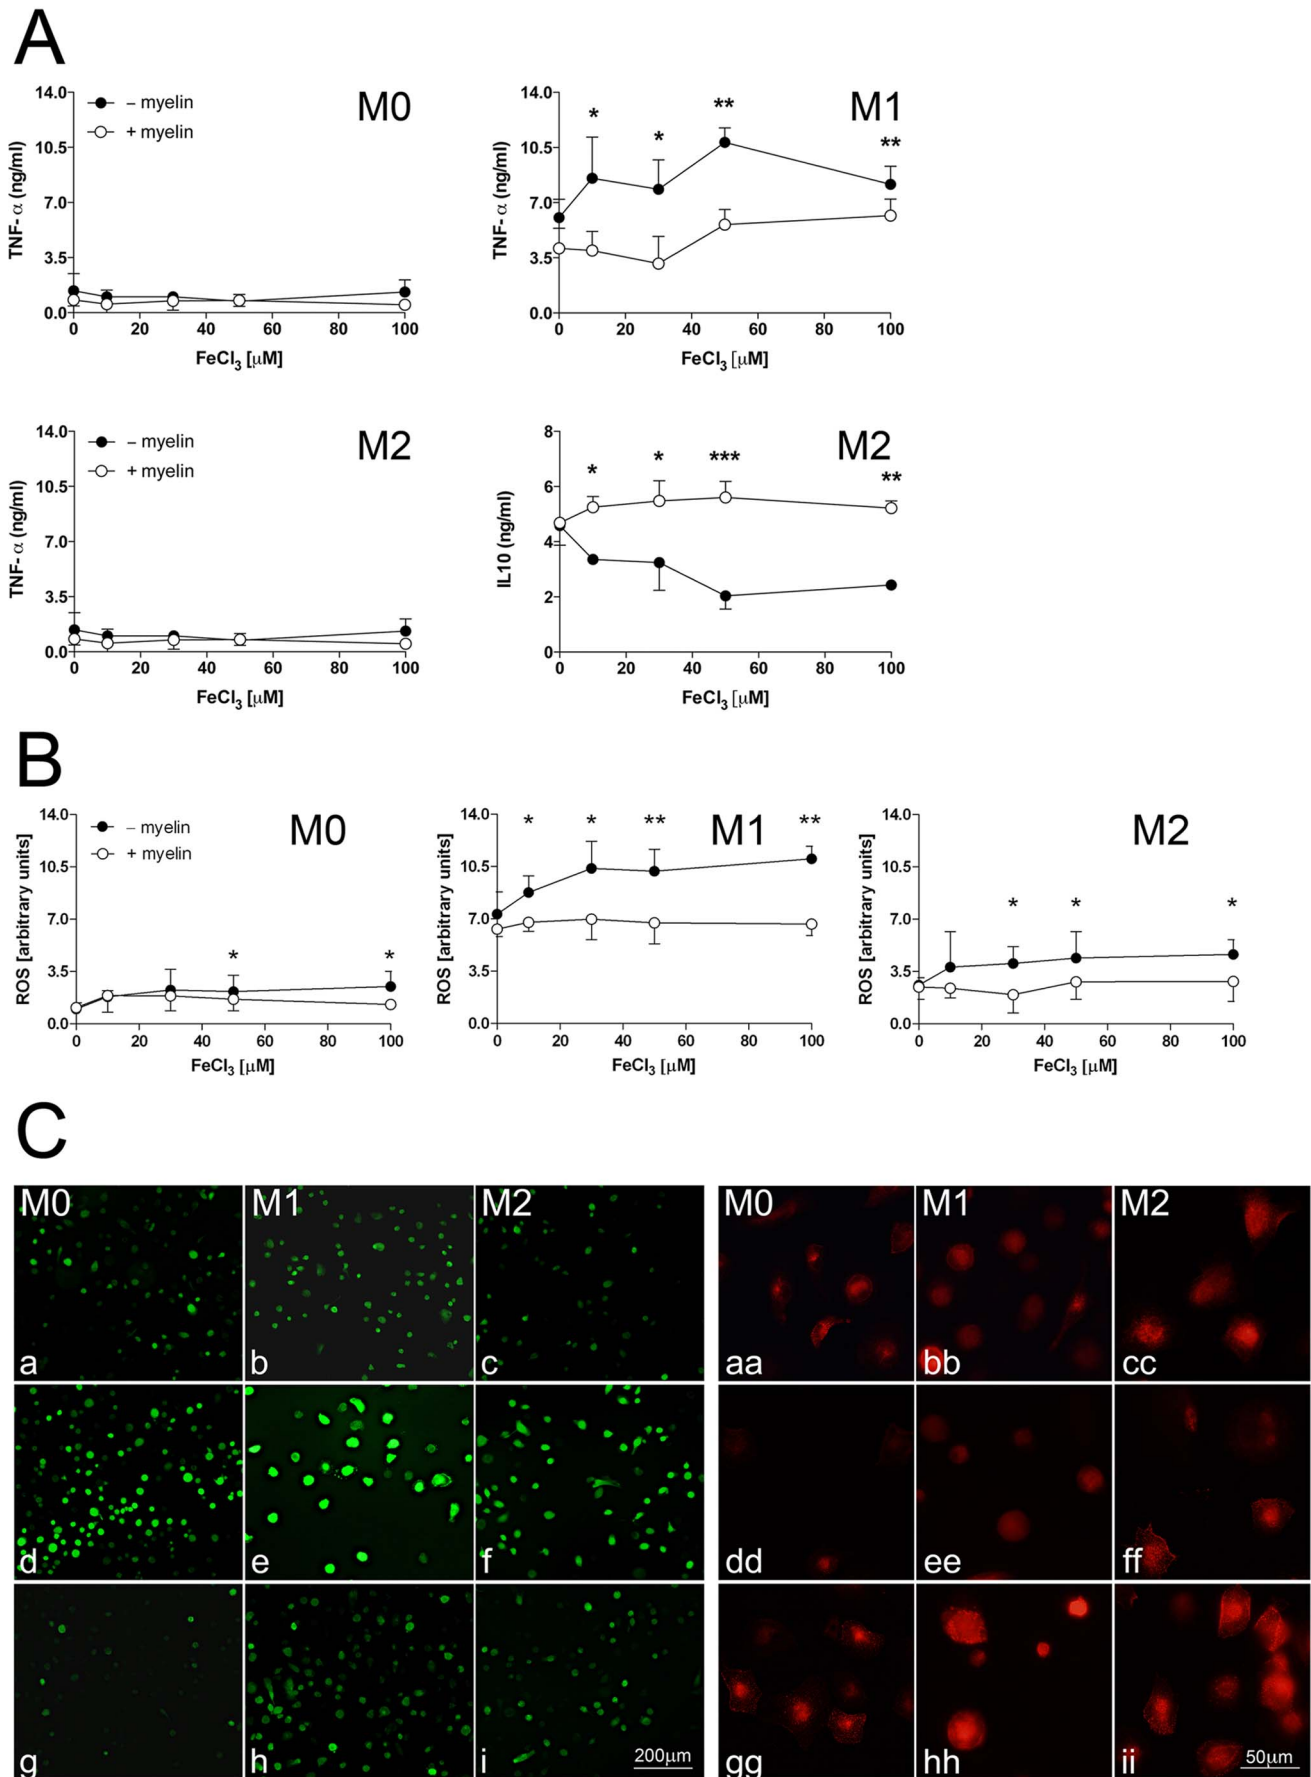 A
M0
– myelin
+ myelin
14.0
10.5
7.0
3.5
0.0
TNF- α (ng/ml)
0 20 40 60 80 100
FeCl₃ [μM]
M1
14.0
10.5
7.0
3.5
0.0
TNF- α (ng/ml)
* * ** **
0 20 40 60 80 100
FeCl₃ [μM]
M2
– myelin
+ myelin
14.0
10.5
7.0
3.5
0.0
TNF- α (ng/ml)
0 20 40 60 80 100
FeCl₃ [μM]
M2
8
6
4
2
0
IL10 (ng/ml)
* * *** **
0 20 40 60 80 100
FeCl₃ [μM]
B
M0
– myelin
+ myelin
14.0
10.5
7.0
3.5
0.0
ROS [arbitrary units]
* *
0 20 40 60 80 100
FeCl₃ [μM]
M1
14.0
10.5
7.0
3.5
0.0
ROS [arbitrary units]
* * ** **
0 20 40 60 80 100
FeCl₃ [μM]
M2
14.0
10.5
7.0
3.5
0.0
ROS [arbitrary units]
* * *
0 20 40 60 80 100
FeCl₃ [μM]
C
M0 M1 M2 M0 M1 M2
a b c aa bb cc
d e f dd ee ff
g h i 200μm gg hh ii 50μm